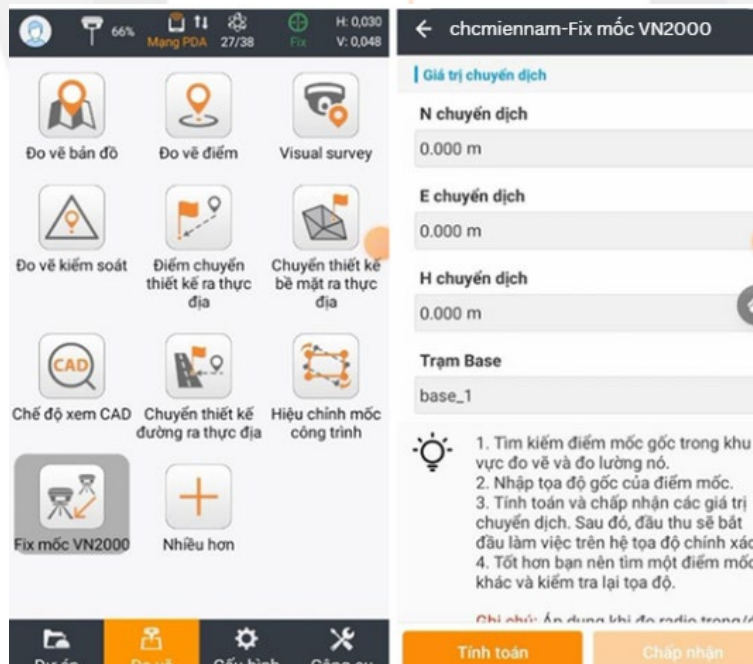 66%
Mạng PDA
27/38
Fix
H: 0,030
V: 0,048
Đo vẽ bản đồ
Đo vẽ điểm
Visual survey
Đo vẽ kiểm soát
Điểm chuyển
thiết kế ra thực
địa
Chuyển thiết kế
bề mặt ra thực
địa
CAD
Chế độ xem CAD
Chuyển thiết kế
đường ra thực địa
Hiệu chỉnh mốc
công trình
Fix mốc VN2000
Nhiều hơn
chcmiennam-Fix mốc VN2000
Giá trị chuyển dịch
N chuyển dịch
0.000 m
E chuyển dịch
0.000 m
H chuyển dịch
0.000 m
Trạm Base
base_1
1. Tìm kiếm điểm mốc gốc trong khu
vực đo vẽ và đo lường nó.
2. Nhập tọa độ gốc của điểm mốc.
3. Tính toán và chấp nhận các giá trị
chuyển dịch. Sau đó, đầu thu sẽ bắt
đầu làm việc trên hệ tọa độ chính xác
4. Tốt hơn bạn nên tìm một điểm mốc
khác và kiểm tra lại tọa độ.
Ghi chú: Áp dụng khi đo radio
Tính toán
Chấp nhận